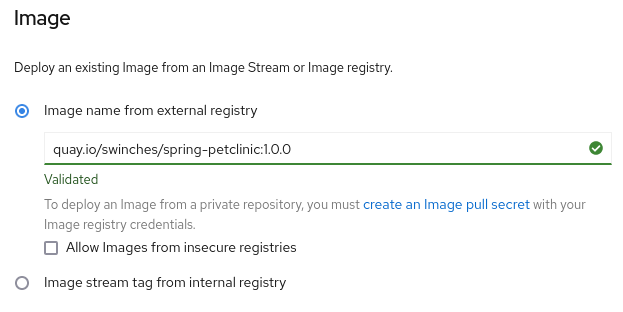 Image
Deploy an existing Image from an Image Stream or Image registry.
Image name from external registry
quay.io/swinches/spring-petclinic:1.0.0
Validated
To deploy an Image from a private repository, you must create an Image pull secret with your
Image registry credentials.
Allow Images from insecure registries
Image stream tag from internal registry